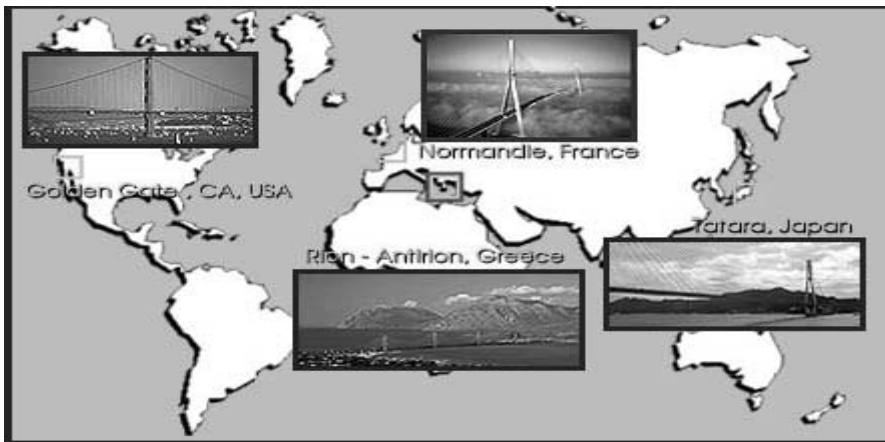 Normandie, France
Golden Gate , CA, USA
Tatara, Japan
Rion - Antirion, Greece